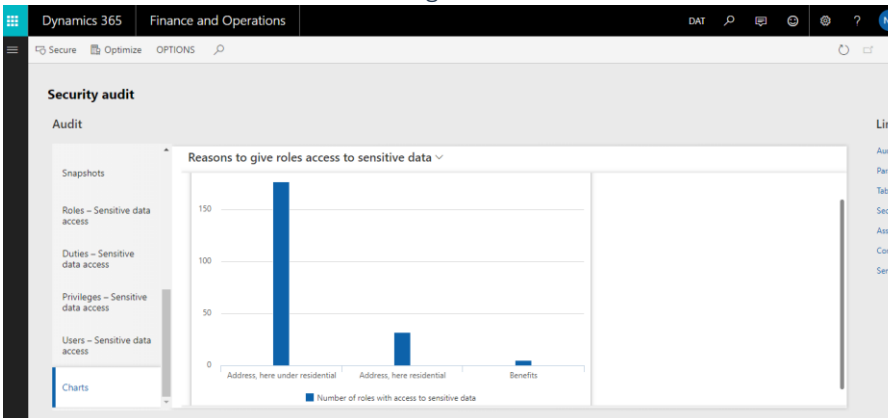 Dynamics 365
Finance and Operations
DAT
?
Secure
Optimize
OPTIONS
Security audit
Audit
Reasons to give roles access to sensitive data
Snapshots
Roles – Sensitive data
access
Duties – Sensitive
data access
Privileges – Sensitive
data access
Users – Sensitive data
access
Charts
150
100
50
0
Address, here under residential
Address, here residential
Benefits
Number of roles with access to sensitive data